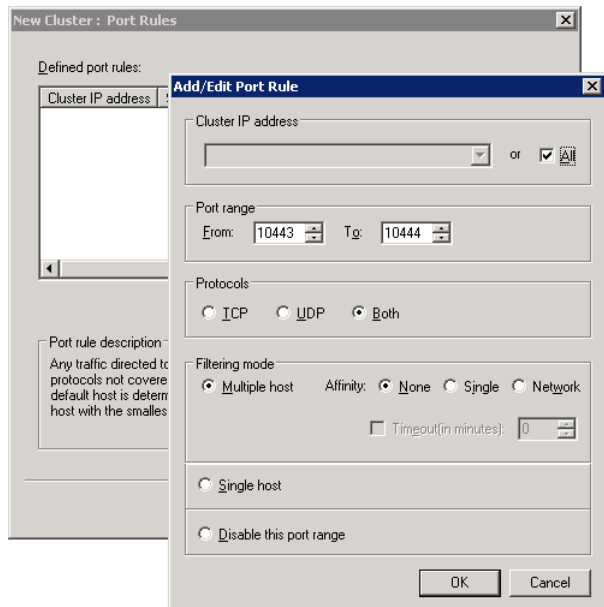 New Cluster : Port Rules
Defined port rules:
Cluster IP address
Port rule description
Any traffic directed to
protocols not covere
default host is determ
host with the smalles
Add/Edit Port Rule
Cluster IP address
or All
Port range
From: 10443 To: 10444
Protocols
TCP UDP Both
Filtering mode
Multiple host Affinity: None Single Network
Timeout(in minutes): 0
Single host
Disable this port range
OK Cancel